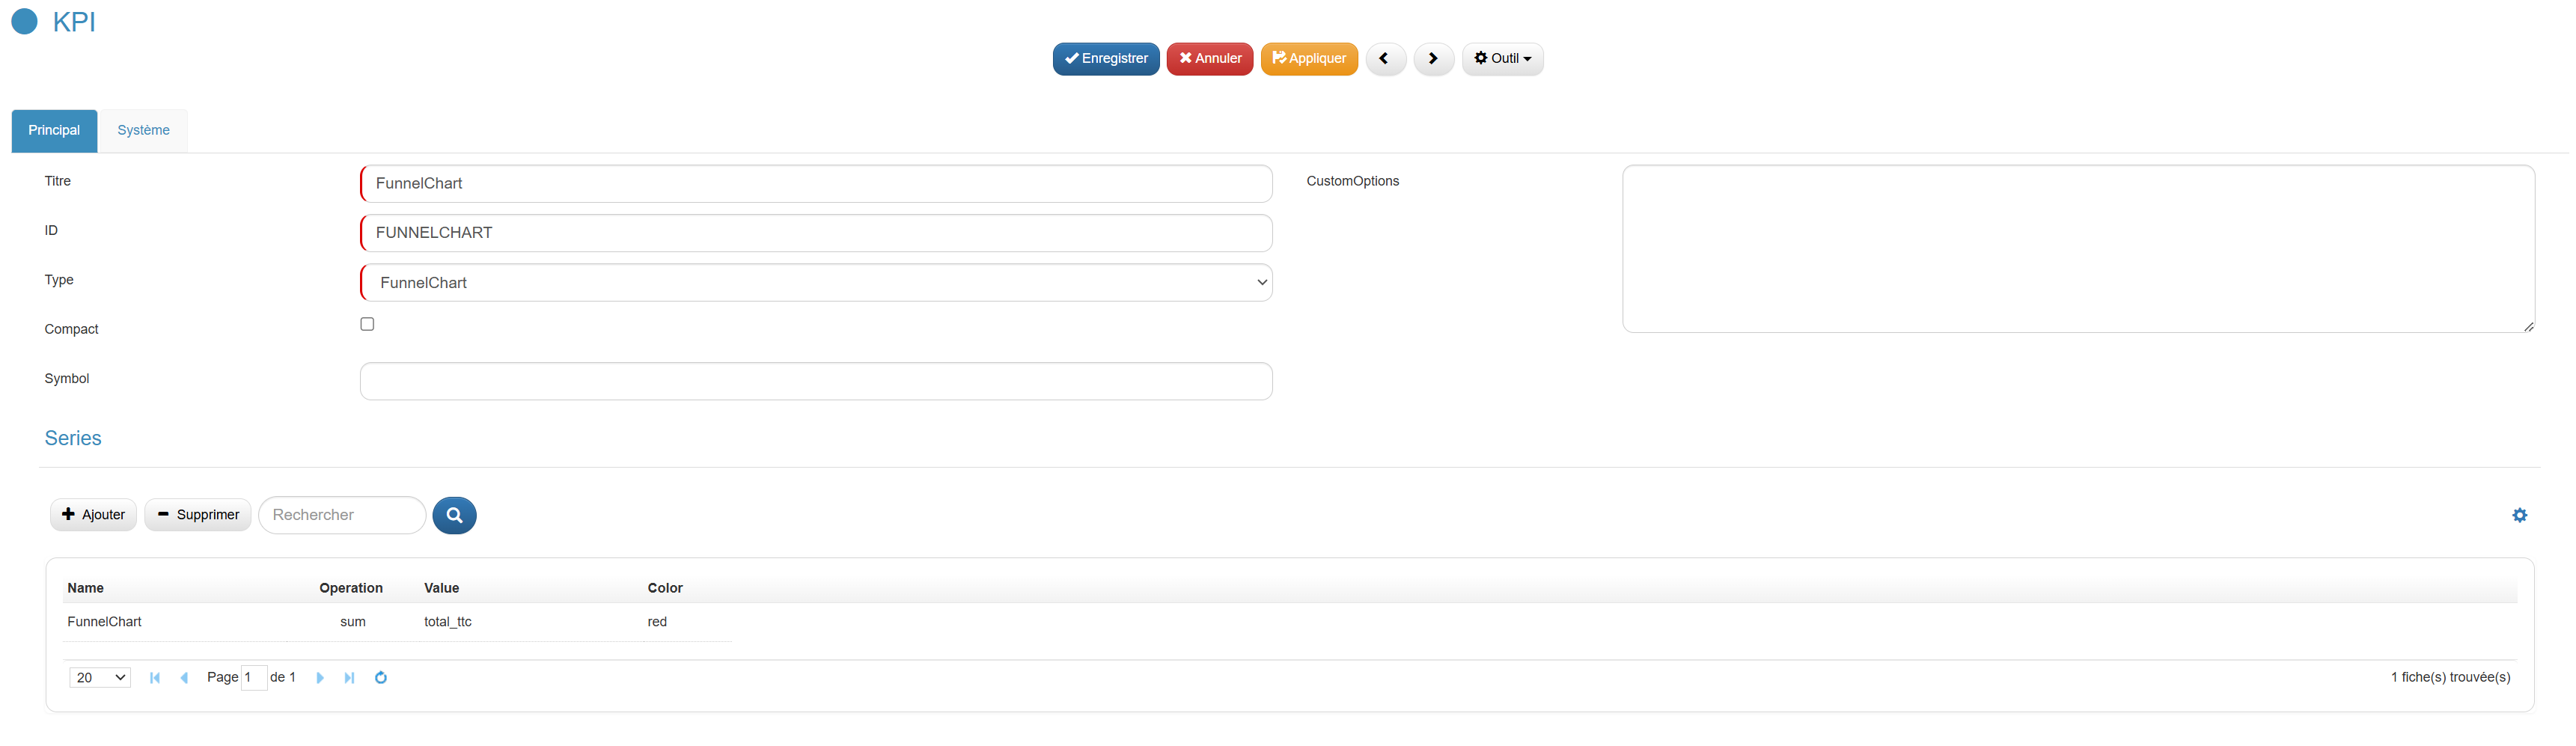 KPI
Enregistrer Annuler Appliquer Outil
Principal Système
Titre FunnelChart CustomOptions
ID FUNNELCHART
Type FunnelChart
Compact
Symbol
Series
Ajouter Supprimer Rechercher
Name Operation Value Color
FunnelChart sum total_ttc red
20 Page 1 de 1 1 fiche(s) trouvée(s)